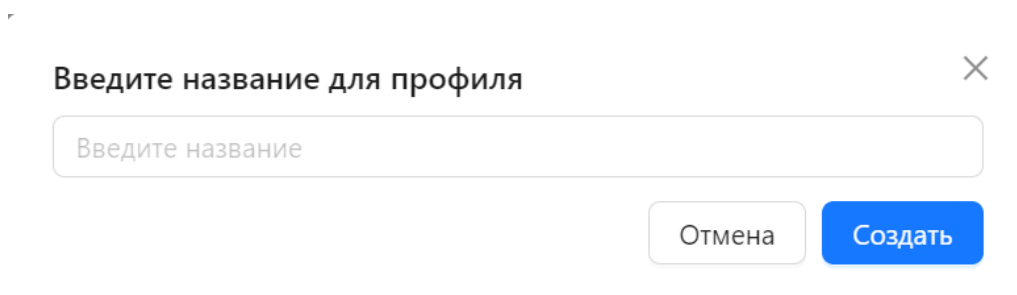 Введите название для профиля
Введите название
Отмена Создать